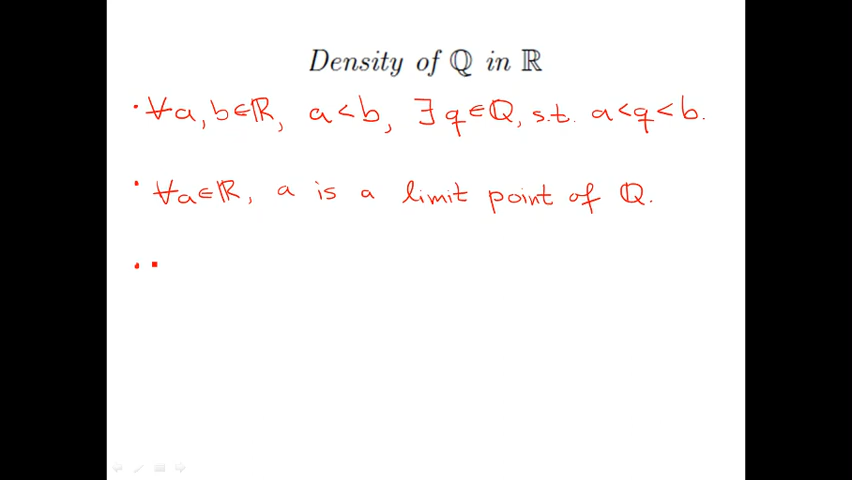 Density of ℚ in ℝ
· ∀a, b∈ℝ, a<b, ∃ q∈ℚ, s.t. a<q<b.
· ∀a∈ℝ, a is a limit point of ℚ.
·